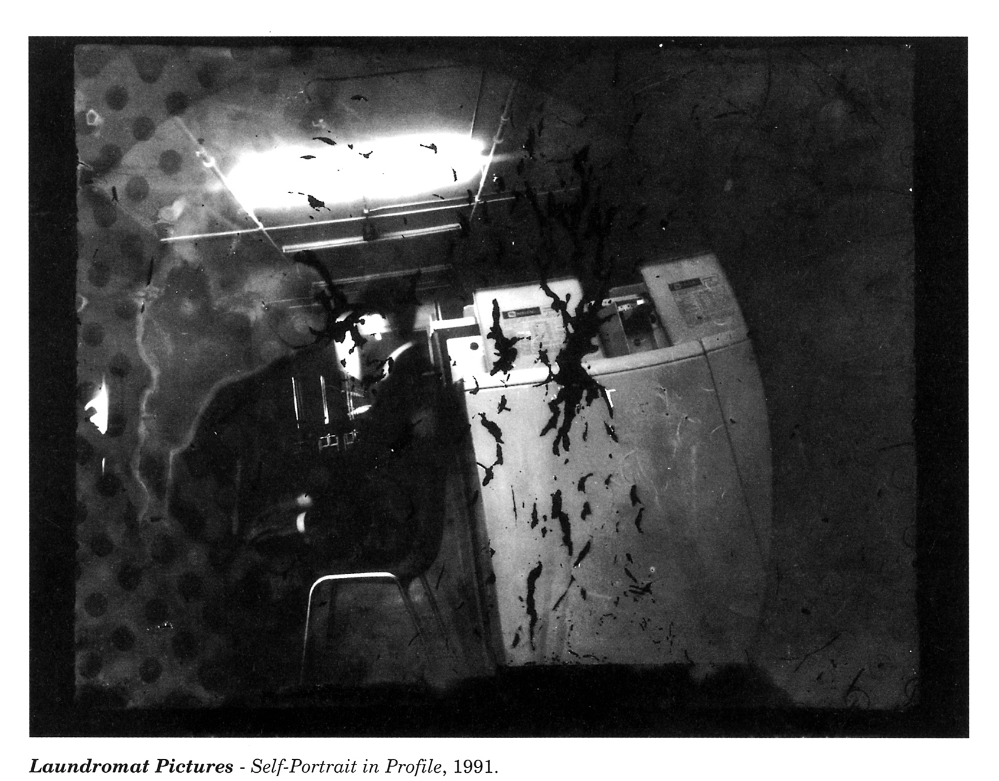 Laundromat Pictures - Self-Portrait in Profile, 1991.